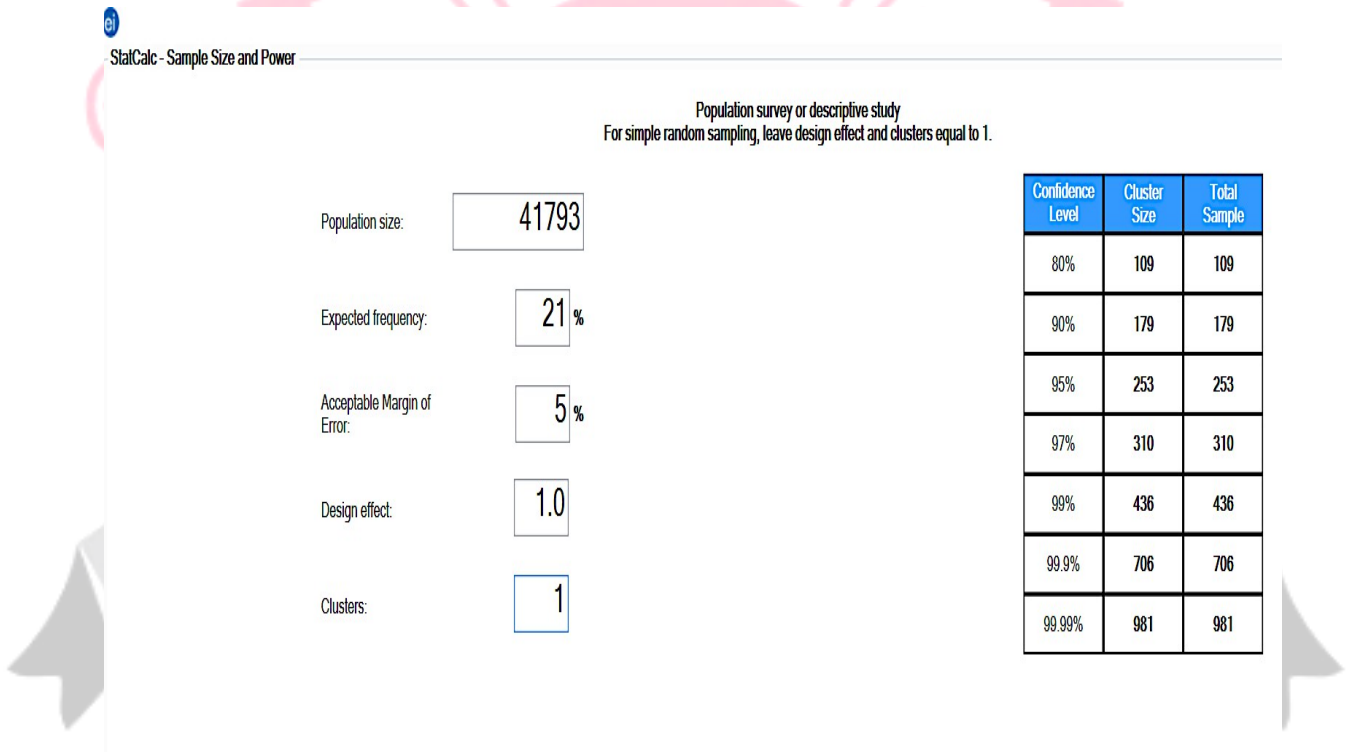 ei
StatCalc - Sample Size and Power
Population survey or descriptive study
For simple random sampling, leave design effect and clusters equal to 1.
Population size: 41793
Expected frequency: 21 %
Acceptable Margin of
Error: 5 %
Design effect: 1.0
Clusters: 1
Confidence Level Cluster Size Total Sample
80% 109 109
90% 179 179
95% 253 253
97% 310 310
99% 436 436
99.9% 706 706
99.99% 981 981